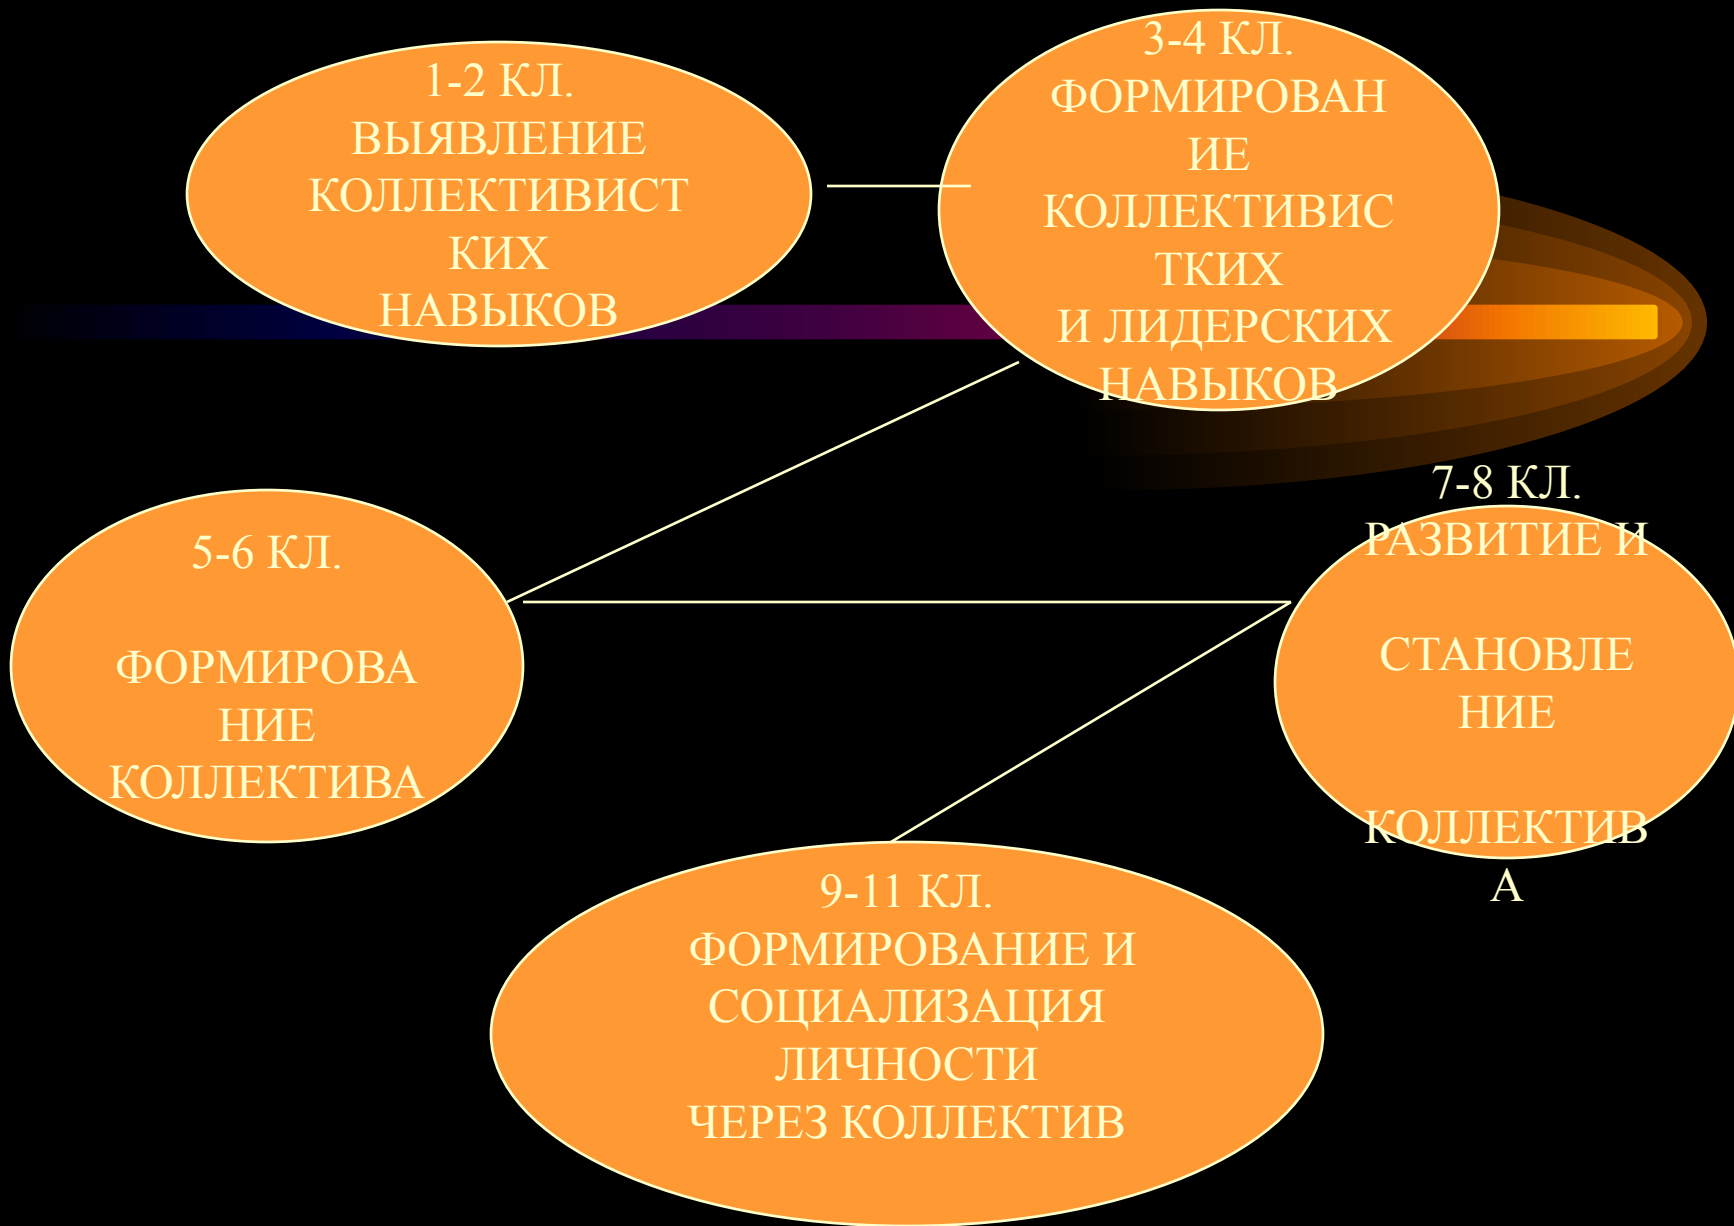 1-2 КЛ.
ВЫЯВЛЕНИЕ
КОЛЛЕКТИВИСТ
КИХ
НАВЫКОВ
3-4 КЛ.
ФОРМИРОВАН
ИЕ
КОЛЛЕКТИВИС
ТКИХ
И ЛИДЕРСКИХ
НАВЫКОВ
5-6 КЛ.
ФОРМИРОВА
НИЕ
КОЛЛЕКТИВА
7-8 КЛ.
РАЗВИТИЕ И
СТАНОВЛЕ
НИЕ
КОЛЛЕКТИВ
А
9-11 КЛ.
ФОРМИРОВАНИЕ И
СОЦИАЛИЗАЦИЯ
ЛИЧНОСТИ
ЧЕРЕЗ КОЛЛЕКТИВ